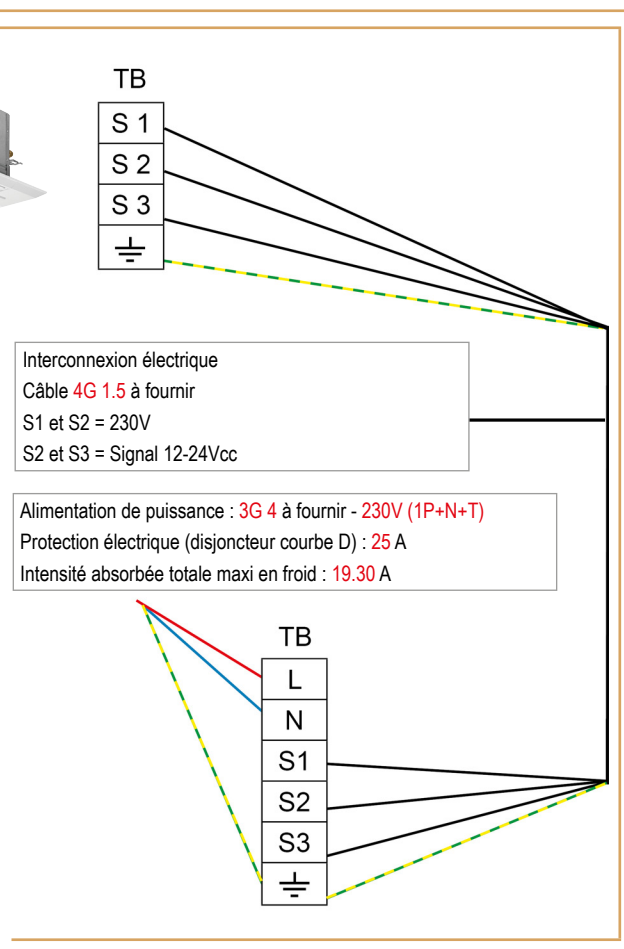 TB
S 1
S 2
S 3
Interconnexion électrique
Câble 4G 1.5 à fournir
S1 et S2 = 230V
S2 et S3 = Signal 12-24Vcc
Alimentation de puissance : 3G 4 à fournir - 230V (1P+N+T)
Protection électrique (disjoncteur courbe D) : 25 A
Intensité absorbée totale maxi en froid : 19.30 A
TB
L
N
S1
S2
S3